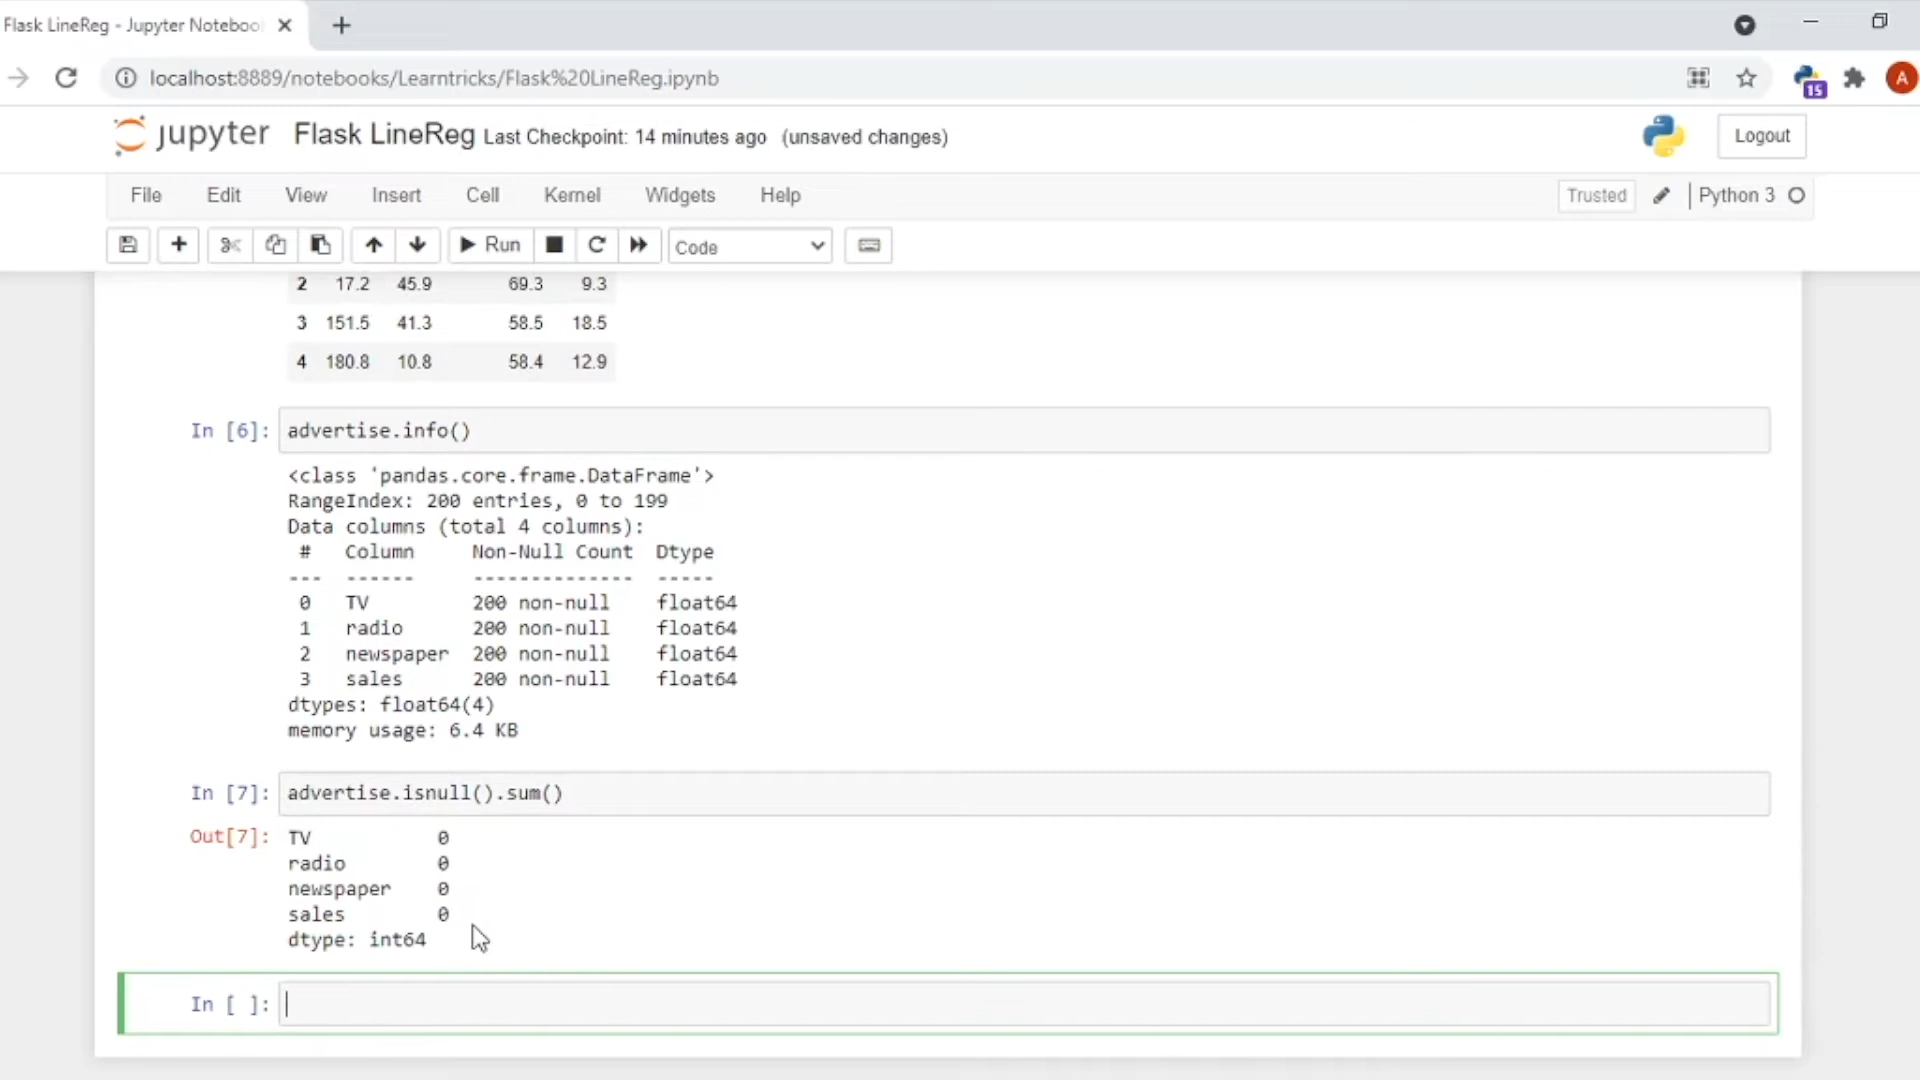 Flask LineReg - Jupyter Noteboo
localhost:8889/notebooks/Learntricks/Flask%20LineReg.ipynb
15
A
jupyter Flask LineReg Last Checkpoint: 14 minutes ago (unsaved changes)
Logout
File Edit View Insert Cell Kernel Widgets Help
Trusted
Python 3
Run
Code
2 17.2 45.9 69.3 9.3
3 151.5 41.3 58.5 18.5
4 180.8 10.8 58.4 12.9
In [6]: advertise.info()
<class 'pandas.core.frame.DataFrame'>
RangeIndex: 200 entries, 0 to 199
Data columns (total 4 columns):
# Column Non-Null Count Dtype
--- ------ -------------- -----
0 TV 200 non-null float64
1 radio 200 non-null float64
2 newspaper 200 non-null float64
3 sales 200 non-null float64
dtypes: float64(4)
memory usage: 6.4 KB
In [7]: advertise.isnull().sum()
Out[7]: TV 0
radio 0
newspaper 0
sales 0
dtype: int64
In [ ]: